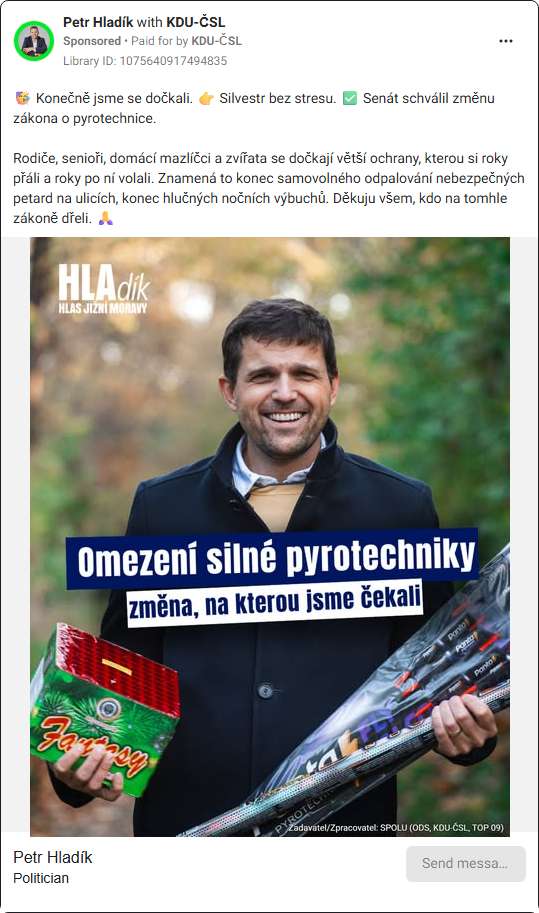 Petr Hladík with KDU-ČSL
Sponsored • Paid for by KDU-ČSL
Library ID: 1075640917494835
🥳 Konečně jsme se dočkali. 👉 Silvestr bez stresu. ✅ Senát schválil změnu
zákona o pyrotechnice.
Rodiče, senioři, domácí mazlíčci a zvířata se dočkají větší ochrany, kterou si roky
přáli a roky po ní volali. Znamená to konec samovolného odpalování nebezpečných
petard na ulicích, konec hlučných nočních výbuchů. Děkuju všem, kdo na tomhle
zákoně dřeli. 🙏
HLAdík
HLAS JIŽNÍ MORAVY
Omezení silné pyrotechniky
změna, na kterou jsme čekali
Fantasy
Zadavatel/Zpracovatel: SPOLU (ODS, KDU-ČSL, TOP 09)
Petr Hladík
Politician
Send messa...